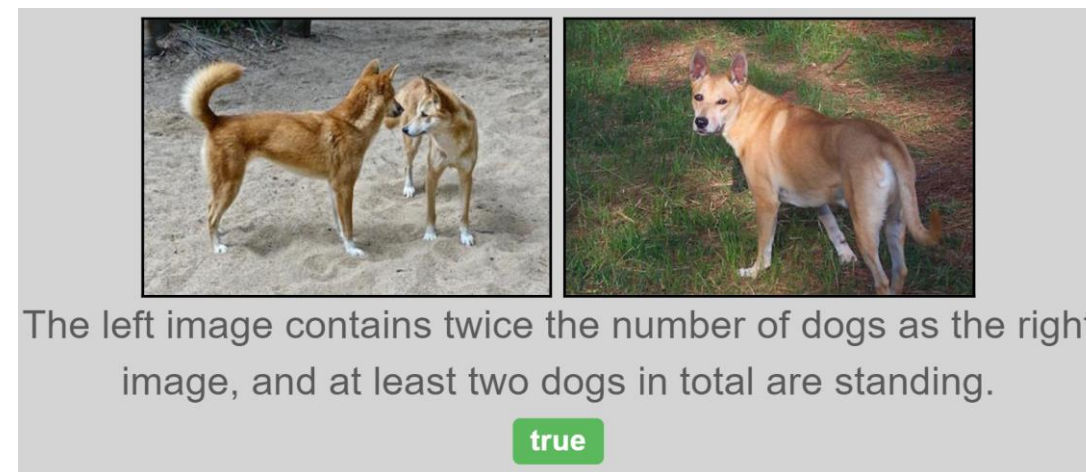 The left image contains twice the number of dogs as the right
image, and at least two dogs in total are standing.
true